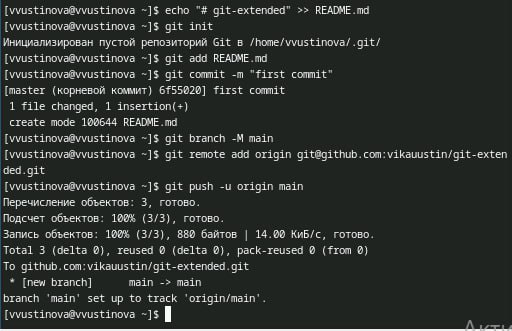 [vvustinova@vvustinova ~]$ echo "# git-extended" >> README.md
[vvustinova@vvustinova ~]$ git init
Инициализирован пустой репозиторий Git в /home/vvustinova/.git/
[vvustinova@vvustinova ~]$ git add README.md
[vvustinova@vvustinova ~]$ git commit -m "first commit"
[master (корневой коммит) 6f55020] first commit
 1 file changed, 1 insertion(+)
 create mode 100644 README.md
[vvustinova@vvustinova ~]$ git branch -M main
[vvustinova@vvustinova ~]$ git remote add origin git@github.com:vikauustin/git-exten
ded.git
[vvustinova@vvustinova ~]$ git push -u origin main
Перечисление объектов: 3, готово.
Подсчет объектов: 100% (3/3), готово.
Запись объектов: 100% (3/3), 880 байтов | 14.00 КиБ/с, готово.
Total 3 (delta 0), reused 0 (delta 0), pack-reused 0 (from 0)
To github.com:vikauustin/git-extended.git
 * [new branch]      main -> main
branch 'main' set up to track 'origin/main'.
[vvustinova@vvustinova ~]$